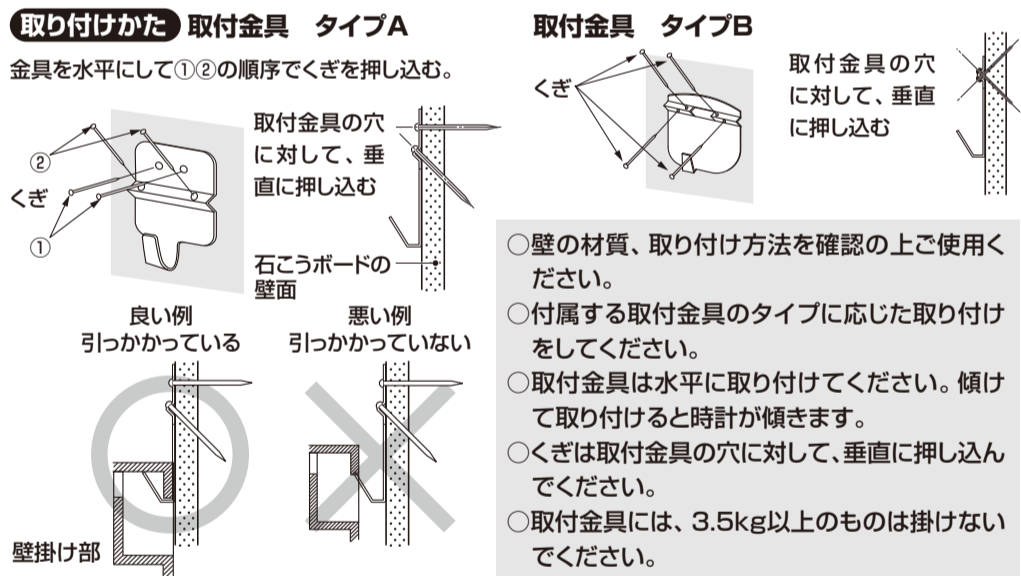 取り付けかた 取付金具　タイプA
金具を水平にして①②の順序でくぎを押し込む。
②
くぎ
①
取付金具の穴
に対して、垂
直に押し込む
石こうボードの
壁面
良い例
引っかかっている
悪い例
引っかかっていない
壁掛け部
取付金具　タイプB
くぎ
取付金具の穴
に対して、垂直
に押し込む
○壁の材質、取り付け方法を確認の上ご使用く
ださい。
○付属する取付金具のタイプに応じた取り付け
をしてください。
○取付金具は水平に取り付けてください。傾け
て取り付けると時計が傾きます。
○くぎは取付金具の穴に対して、垂直に押し込ん
でください。
○取付金具には、3.5kg以上のものは掛けない
でください。